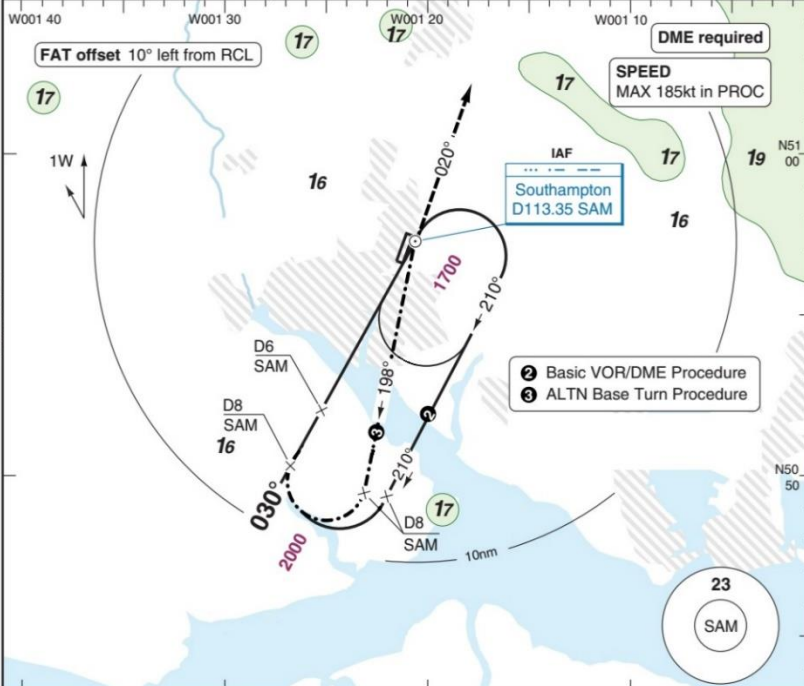 W001 40
W001 30
W001 20
W001 10
FAT offset 10° left from RCL
DME required
SPEED
MAX 185kt in PROC
17
17
17
17
17
19
N51
00
1W
16
16
IAF
Southampton
D113.35 SAM
020°
1700
210°
D6
SAM
198°
2 Basic VOR/DME Procedure
3 ALTN Base Turn Procedure
D8
SAM
2
3
16
N50
50
210°
030°
17
D8
SAM
2000
10nm
23
SAM